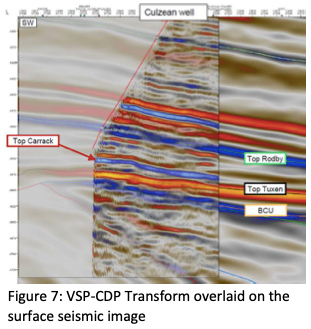 Culzean well
SW
Top Carrack
Top Rodby
Top Tuxen
BCU
Figure 7: VSP-CDP Transform overlaid on the
surface seismic image